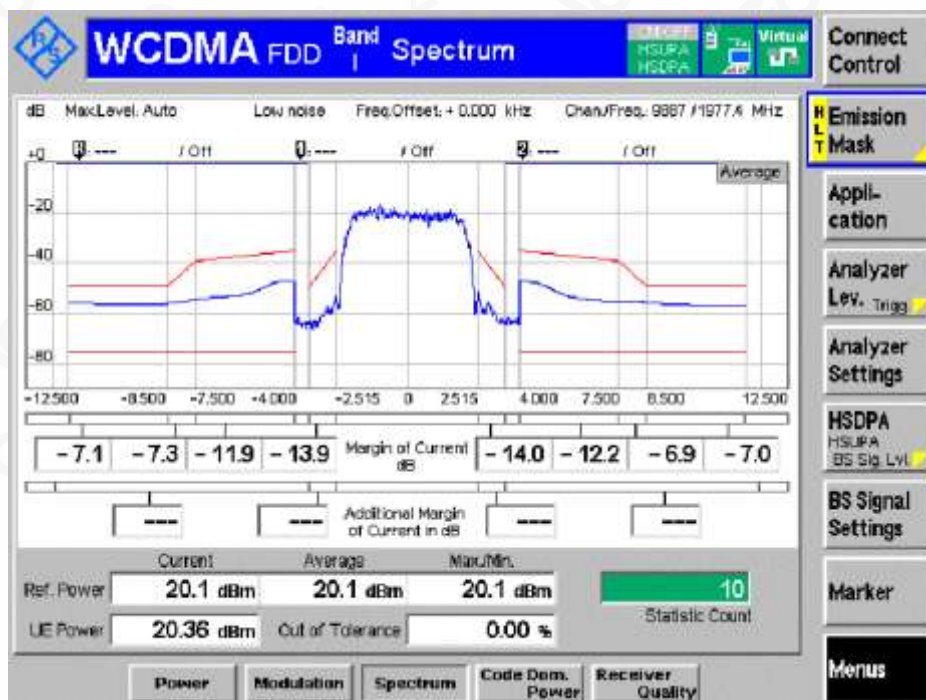 R S WCDMA FDD Band I Spectrum
ON OFF
HSUPA
HSDPA
Virtual
Connect Control
dB Max.Level: Auto Low noise Freq.Offset: + 0.000 kHz Chan./Freq.: 9887 / 1977.4 MHz
HLT
Emission Mask
+0 --- / Off 1: --- / Off 2: --- / Off
Average
-20
-40
-60
-80
-12.500 -8.500 -7.500 -4.000 -2.515 0 2.515 4.000 7.500 8.500 12.500
Appli-
cation
Analyzer
Lev. Trigg
Analyzer
Settings
-7.1 -7.3 -11.9 -13.9 Margin of Current dB -14.0 -12.2 -6.9 -7.0
HSDPA
HSUPA
BS Sig. Lvl.
--- --- Additional Margin of Current in dB --- ---
BS Signal
Settings
Current Average Max./Min.
Ref. Power 20.1 dBm 20.1 dBm 20.1 dBm 10
Statistic Count
UE Power 20.36 dBm Out of Tolerance 0.00 %
Marker
Power Modulation Spectrum Code Dom. Power Receiver Quality
Menus